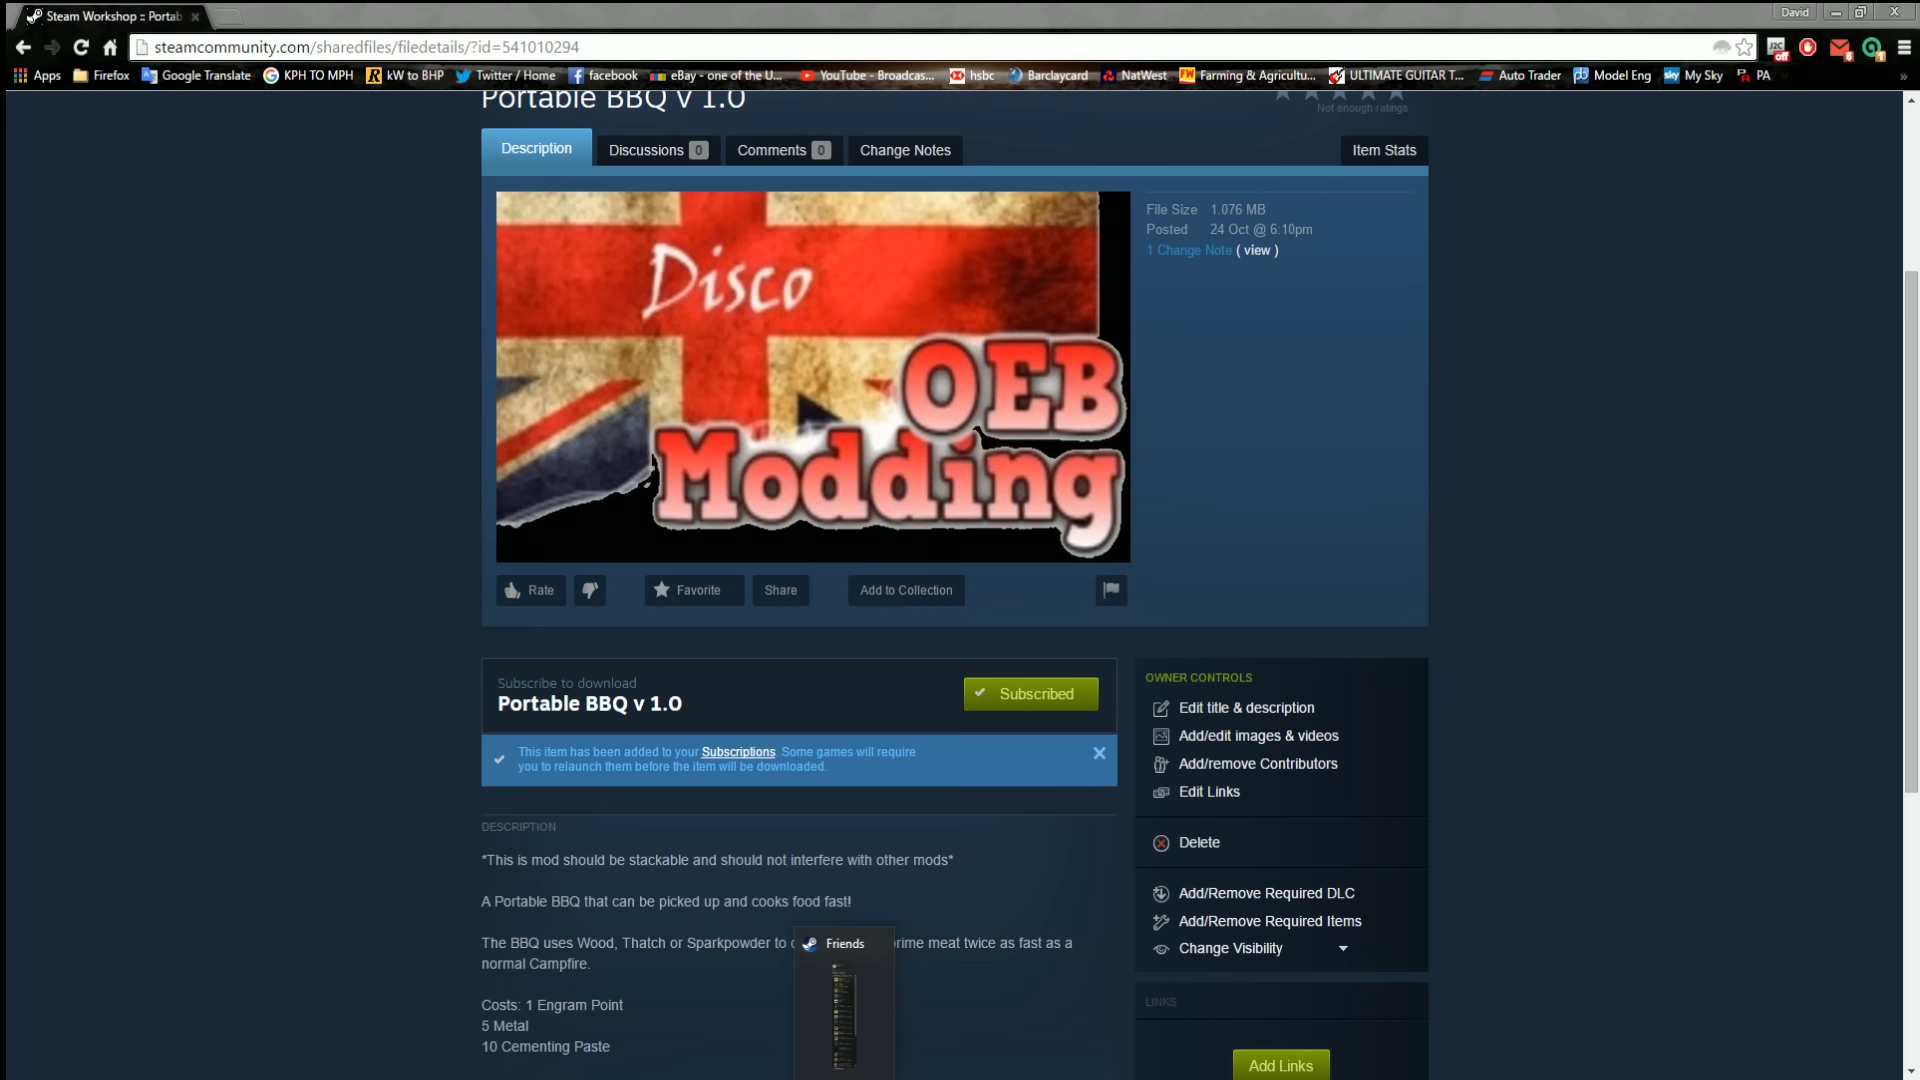 Steam Workshop :: Portab
David
steamcommunity.com/sharedfiles/filedetails/?id=541010294
Apps Firefox Google Translate KPH TO MPH kW to BHP Twitter / Home facebook eBay - one of the U... YouTube - Broadcas... hsbc Barclaycard NatWest Farming & Agricultu... ULTIMATE GUITAR T... Auto Trader Model Eng My Sky PA
Portable BBQ v 1.0
Not enough ratings
Description Discussions 0 Comments 0 Change Notes Item Stats
Disco
OEB
Modding
File Size 1.076 MB
Posted 24 Oct @ 6:10pm
1 Change Note ( view )
Rate Favorite Share Add to Collection
Subscribe to download
Portable BBQ v 1.0
Subscribed
This item has been added to your Subscriptions. Some games will require
you to relaunch them before the item will be downloaded.
OWNER CONTROLS
Edit title & description
Add/edit images & videos
Add/remove Contributors
Edit Links
Delete
Add/Remove Required DLC
Add/Remove Required Items
Change Visibility
LINKS
Add Links
DESCRIPTION
*This is mod should be stackable and should not interfere with other mods*
A Portable BBQ that can be picked up and cooks food fast!
The BBQ uses Wood, Thatch or Sparkpowder to meat twice as fast as a
normal Campfire.
Friends
Costs: 1 Engram Point
5 Metal
10 Cementing Paste